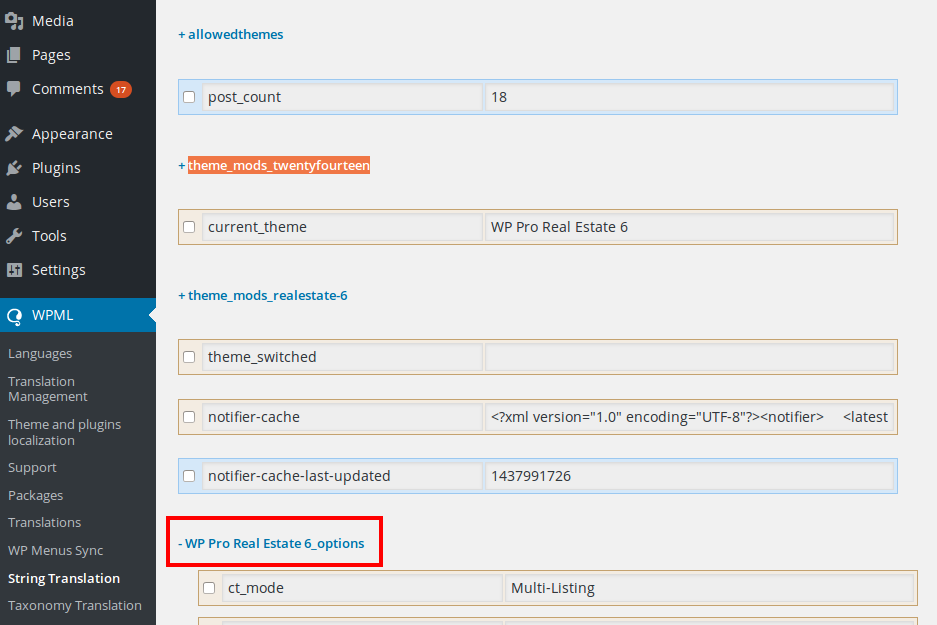 Media
Pages
Comments 17
Appearance
Plugins
Users
Tools
Settings
WPML
Languages
Translation
Management
Theme and plugins
localization
Support
Packages
Translations
WP Menus Sync
String Translation
Taxonomy Translation
+ allowedthemes
post_count 18
+ theme_mods_twentyfourteen
current_theme WP Pro Real Estate 6
+ theme_mods_realestate-6
theme_switched
notifier-cache <?xml version="1.0" encoding="UTF-8"?><notifier> <latest
notifier-cache-last-updated 1437991726
- WP Pro Real Estate 6_options
ct_mode Multi-Listing